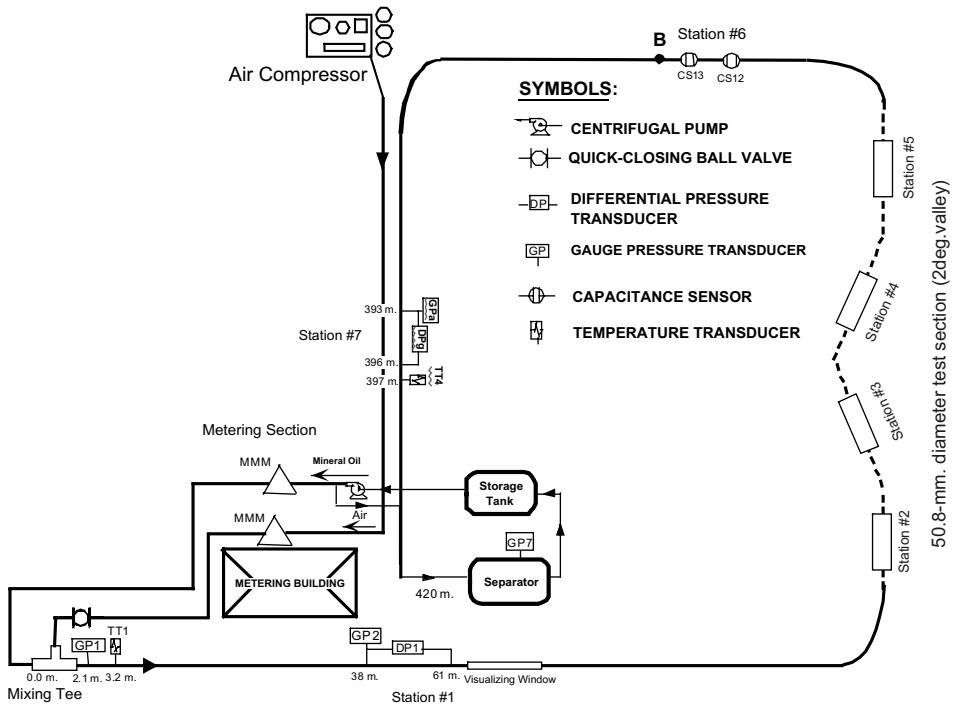 Air Compressor
B
Station #6
CS13
CS12
SYMBOLS:
CENTRIFUGAL PUMP
QUICK-CLOSING BALL VALVE
DP
DIFFERENTIAL PRESSURE
TRANSDUCER
GP
GAUGE PRESSURE TRANSDUCER
CAPACITANCE SENSOR
TEMPERATURE TRANSDUCER
Station #5
Station #4
Station #3
Station #2
50.8-mm. diameter test section (2deg.valley)
393 m.
GPa
Station #7
DPg
396 m.
397 m.
TT4
Metering Section
MMM
Mineral Oil
Storage
Tank
MMM
Air
GP7
METERING BUILDING
Separator
420 m.
GP1
TT1
GP2
DP1
0.0 m.
2.1 m.
3.2 m.
38 m.
61 m.
Visualizing Window
Mixing Tee
Station #1